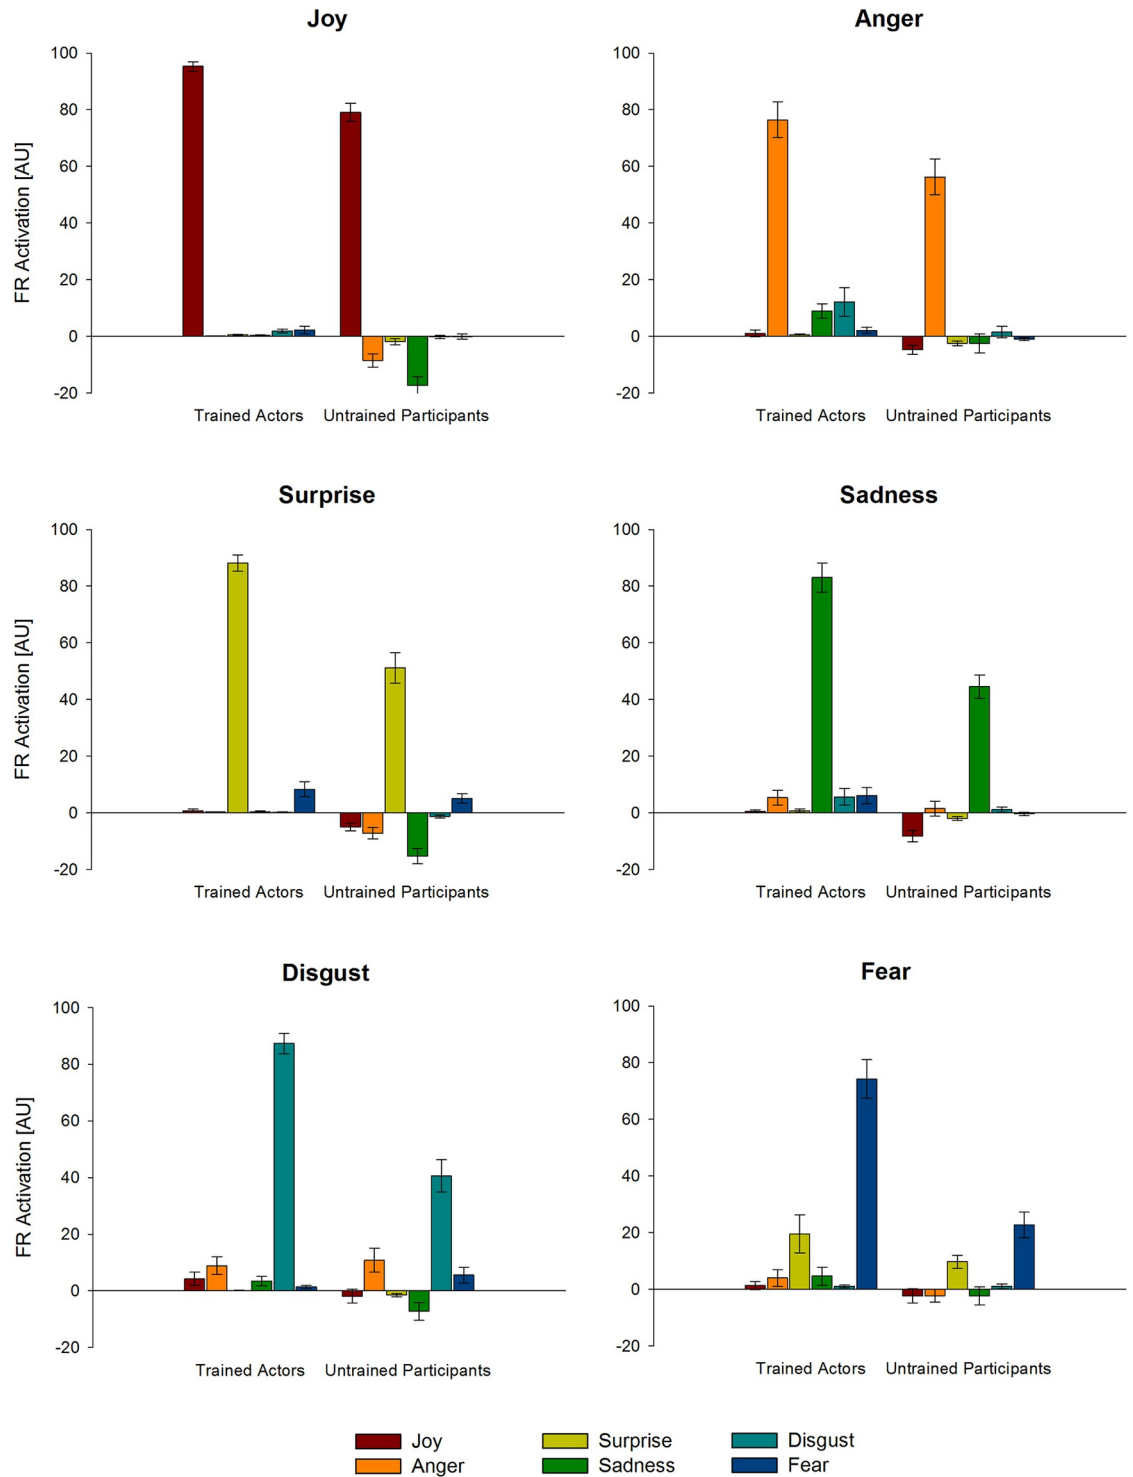 Joy
Anger
100
80
60
40
20
0
-20
FR Activation [AU]
Trained Actors Untrained Participants
100
80
60
40
20
0
-20
Trained Actors Untrained Participants
Surprise
Sadness
100
80
60
40
20
0
-20
FR Activation [AU]
Trained Actors Untrained Participants
100
80
60
40
20
0
-20
Trained Actors Untrained Participants
Disgust
Fear
100
80
60
40
20
0
-20
FR Activation [AU]
Trained Actors Untrained Participants
100
80
60
40
20
0
-20
Trained Actors Untrained Participants
Joy Surprise Disgust
Anger Sadness Fear